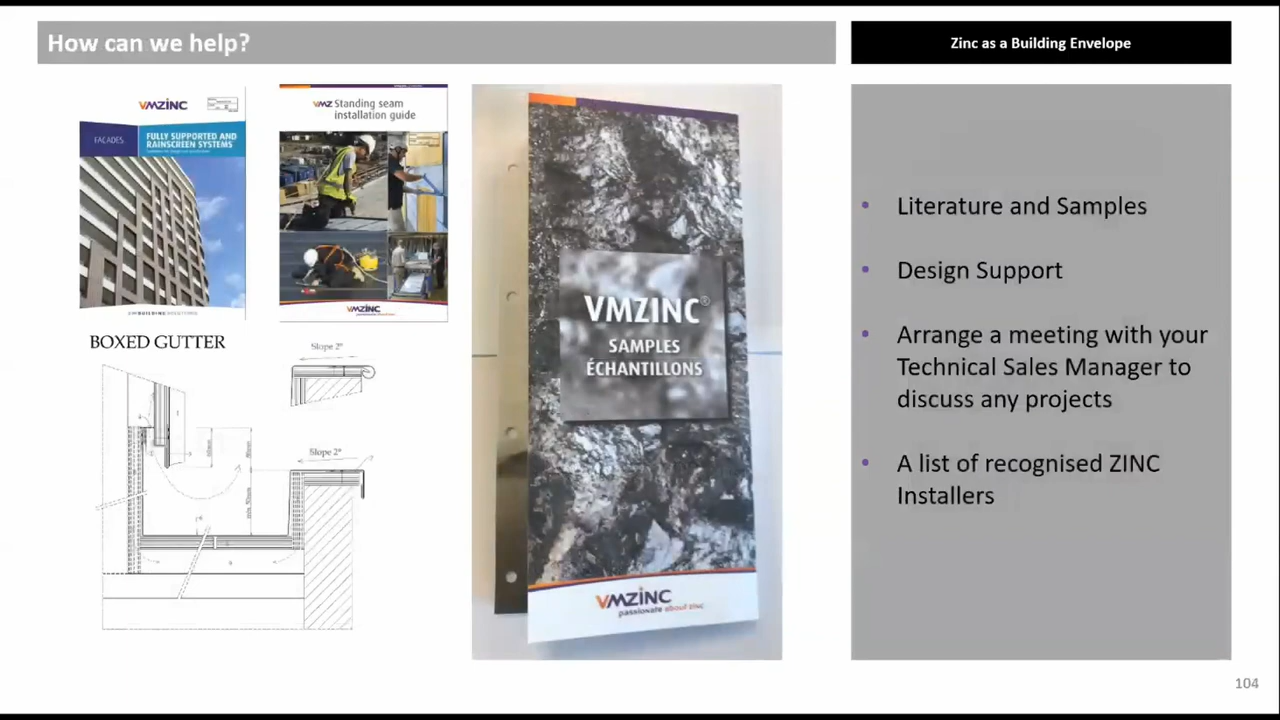 How can we help?
Zinc as a Building Envelope
VMZINC
FACADES
FULLY SUPPORTED AND
RAINSCREEN SYSTEMS
VMZ Standing seam
installation guide
VMZINC
BOXED GUTTER
Slope 2°
Slope 2°
VMZINC®
SAMPLES
ÉCHANTILLONS
VMZINC
passionate about zinc
• Literature and Samples
• Design Support
• Arrange a meeting with your
Technical Sales Manager to
discuss any projects
• A list of recognised ZINC
Installers
104